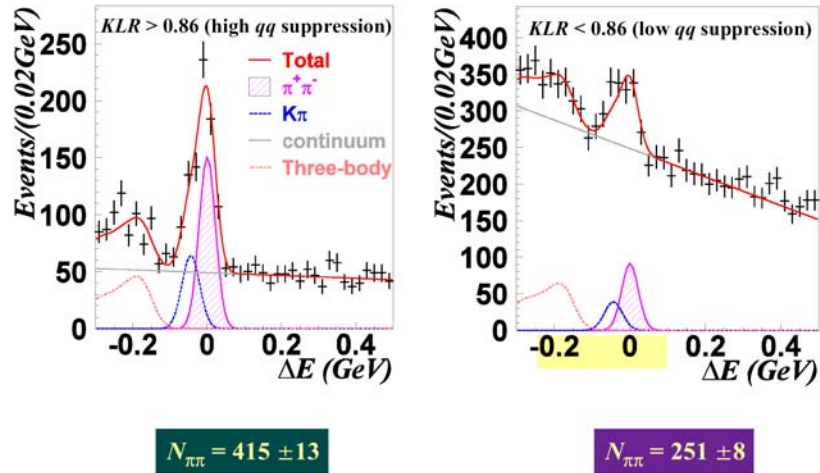 KLR > 0.86 (high qq suppression)
Events/(0.02GeV)
250
200
150
100
50
0
Total
π⁺π⁻
Kπ
continuum
Three-body
-0.2 0 0.2 0.4
ΔE (GeV)
KLR < 0.86 (low qq suppression)
Events/(0.02GeV)
400
350
300
250
200
150
100
50
0
-0.2 0 0.2 0.4
ΔE (GeV)
Nππ = 415 ±13
Nππ = 251 ±8